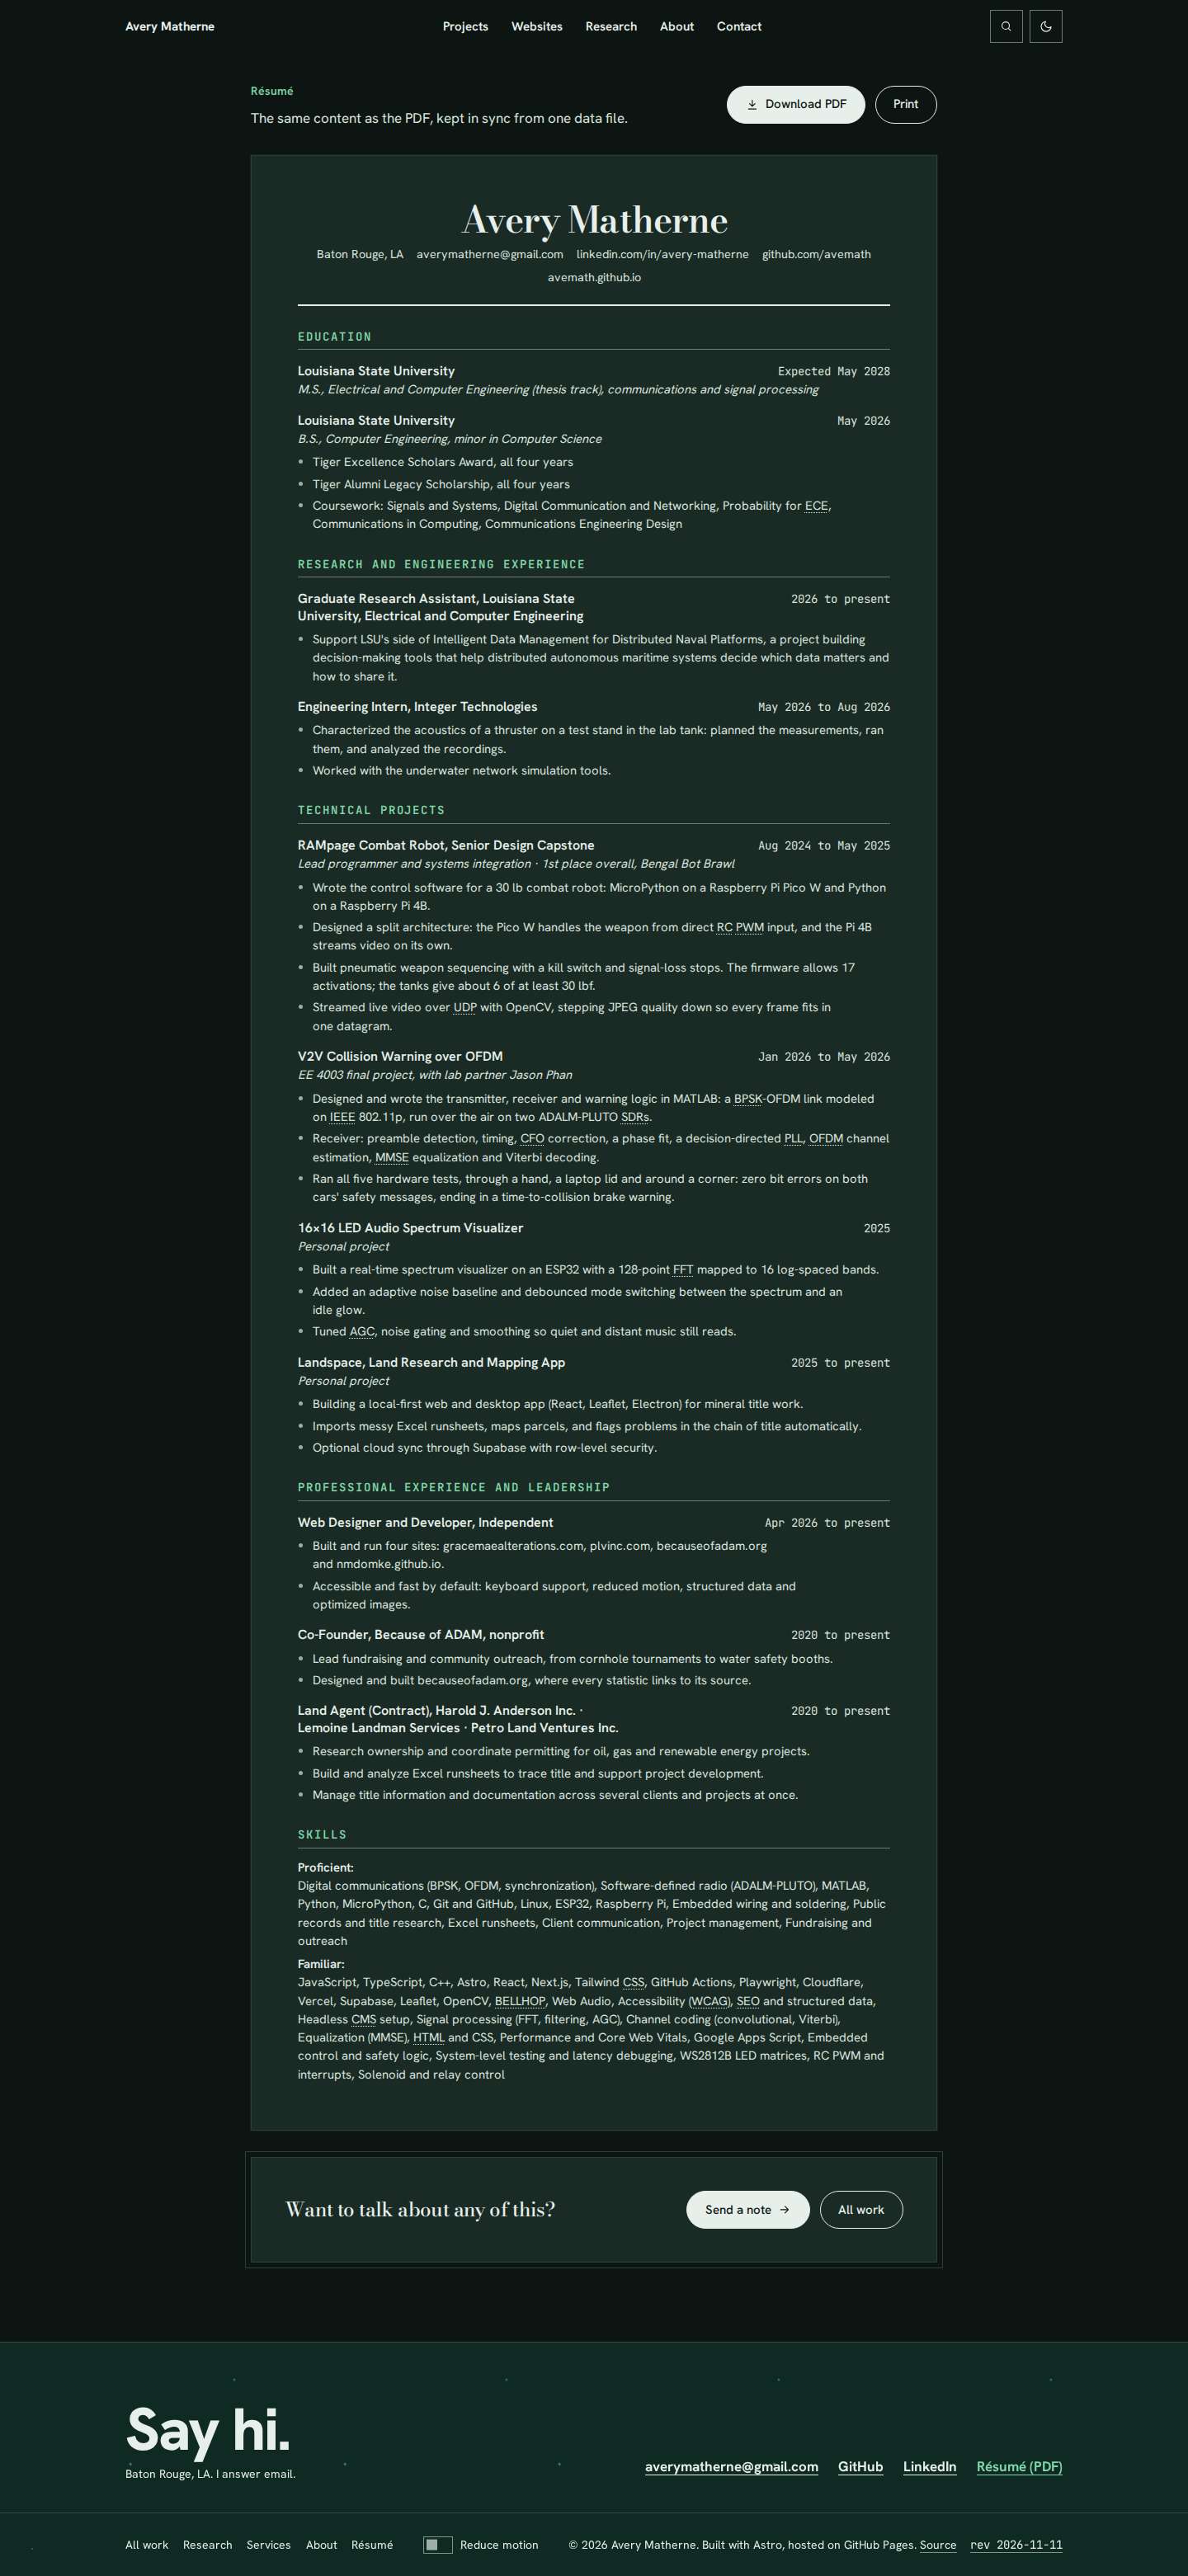 Avery Matherne
Projects Websites Research About Contact
Résumé
The same content as the PDF, kept in sync from one data file.
Download PDF Print
Avery Matherne
Baton Rouge, LA averymatherne@gmail.com linkedin.com/in/avery-matherne github.com/avemath
avemath.github.io
EDUCATION
Louisiana State University Expected May 2028
M.S., Electrical and Computer Engineering (thesis track), communications and signal processing
Louisiana State University May 2026
B.S., Computer Engineering, minor in Computer Science
Tiger Excellence Scholars Award, all four years
Tiger Alumni Legacy Scholarship, all four years
Coursework: Signals and Systems, Digital Communication and Networking, Probability for ECE,
Communications in Computing, Communications Engineering Design
RESEARCH AND ENGINEERING EXPERIENCE
Graduate Research Assistant, Louisiana State 2026 to present
University, Electrical and Computer Engineering
Support LSU's side of Intelligent Data Management for Distributed Naval Platforms, a project building
decision-making tools that help distributed autonomous maritime systems decide which data matters and
how to share it.
Engineering Intern, Integer Technologies May 2026 to Aug 2026
Characterized the acoustics of a thruster on a test stand in the lab tank: planned the measurements, ran
them, and analyzed the recordings.
Worked with the underwater network simulation tools.
TECHNICAL PROJECTS
RAMpage Combat Robot, Senior Design Capstone Aug 2024 to May 2025
Lead programmer and systems integration · 1st place overall, Bengal Bot Brawl
Wrote the control software for a 30 lb combat robot: MicroPython on a Raspberry Pi Pico W and Python
on a Raspberry Pi 4B.
Designed a split architecture: the Pico W handles the weapon from direct RC PWM input, and the Pi 4B
streams video on its own.
Built pneumatic weapon sequencing with a kill switch and signal-loss stops. The firmware allows 17
activations; the tanks give about 6 of at least 30 lbf.
Streamed live video over UDP with OpenCV, stepping JPEG quality down so every frame fits in
one datagram.
V2V Collision Warning over OFDM Jan 2026 to May 2026
EE 4003 final project, with lab partner Jason Phan
Designed and wrote the transmitter, receiver and warning logic in MATLAB: a BPSK-OFDM link modeled
on IEEE 802.11p, run over the air on two ADALM-PLUTO SDRs.
Receiver: preamble detection, timing, CFO correction, a phase fit, a decision-directed PLL, OFDM channel
estimation, MMSE equalization and Viterbi decoding.
Ran all five hardware tests, through a hand, a laptop lid and around a corner: zero bit errors on both
cars' safety messages, ending in a time-to-collision brake warning.
16×16 LED Audio Spectrum Visualizer 2025
Personal project
Built a real-time spectrum visualizer on an ESP32 with a 128-point FFT mapped to 16 log-spaced bands.
Added an adaptive noise baseline and debounced mode switching between the spectrum and an
idle glow.
Tuned AGC, noise gating and smoothing so quiet and distant music still reads.
Landspace, Land Research and Mapping App 2025 to present
Personal project
Building a local-first web and desktop app (React, Leaflet, Electron) for mineral title work.
Imports messy Excel runsheets, maps parcels, and flags problems in the chain of title automatically.
Optional cloud sync through Supabase with row-level security.
PROFESSIONAL EXPERIENCE AND LEADERSHIP
Web Designer and Developer, Independent Apr 2026 to present
Built and run four sites: gracemaealterations.com, plvinc.com, becauseofadam.org
and nmdomke.github.io.
Accessible and fast by default: keyboard support, reduced motion, structured data and
optimized images.
Co-Founder, Because of ADAM, nonprofit 2020 to present
Lead fundraising and community outreach, from cornhole tournaments to water safety booths.
Designed and built becauseofadam.org, where every statistic links to its source.
Land Agent (Contract), Harold J. Anderson Inc. · 2020 to present
Lemoine Landman Services · Petro Land Ventures Inc.
Research ownership and coordinate permitting for oil, gas and renewable energy projects.
Build and analyze Excel runsheets to trace title and support project development.
Manage title information and documentation across several clients and projects at once.
SKILLS
Proficient:
Digital communications (BPSK, OFDM, synchronization), Software-defined radio (ADALM-PLUTO), MATLAB,
Python, MicroPython, C, Git and GitHub, Linux, ESP32, Raspberry Pi, Embedded wiring and soldering, Public
records and title research, Excel runsheets, Client communication, Project management, Fundraising and
outreach
Familiar:
JavaScript, TypeScript, C++, Astro, React, Next.js, Tailwind CSS, GitHub Actions, Playwright, Cloudflare,
Vercel, Supabase, Leaflet, OpenCV, BELLHOP, Web Audio, Accessibility (WCAG), SEO and structured data,
Headless CMS setup, Signal processing (FFT, filtering, AGC), Channel coding (convolutional, Viterbi),
Equalization (MMSE), HTML and CSS, Performance and Core Web Vitals, Google Apps Script, Embedded
control and safety logic, System-level testing and latency debugging, WS2812B LED matrices, RC PWM and
interrupts, Solenoid and relay control
Want to talk about any of this? Send a note → All work
Say hi.
Baton Rouge, LA. I answer email.
averymatherne@gmail.com GitHub LinkedIn Résumé (PDF)
All work Research Services About Résumé Reduce motion © 2026 Avery Matherne. Built with Astro, hosted on GitHub Pages. Source rev 2026-11-11